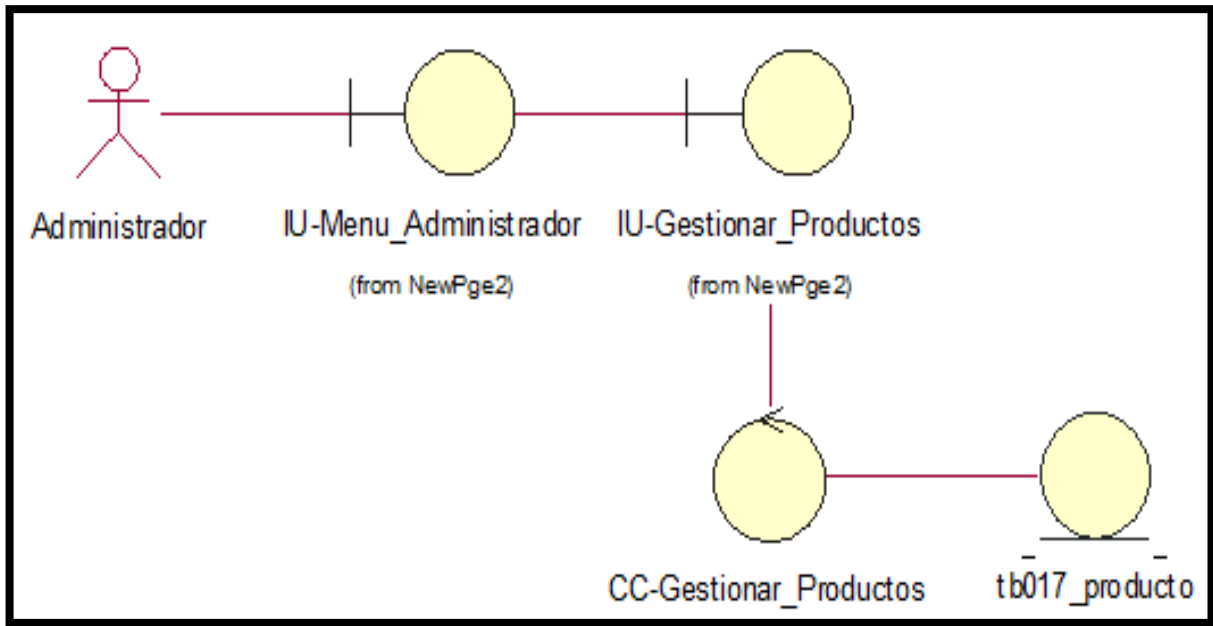 Administrador
IU-Menu_Administrador
(from NewPge2)
IU-Gestionar_Productos
(from NewPge2)
CC-Gestionar_Productos
tb017_producto